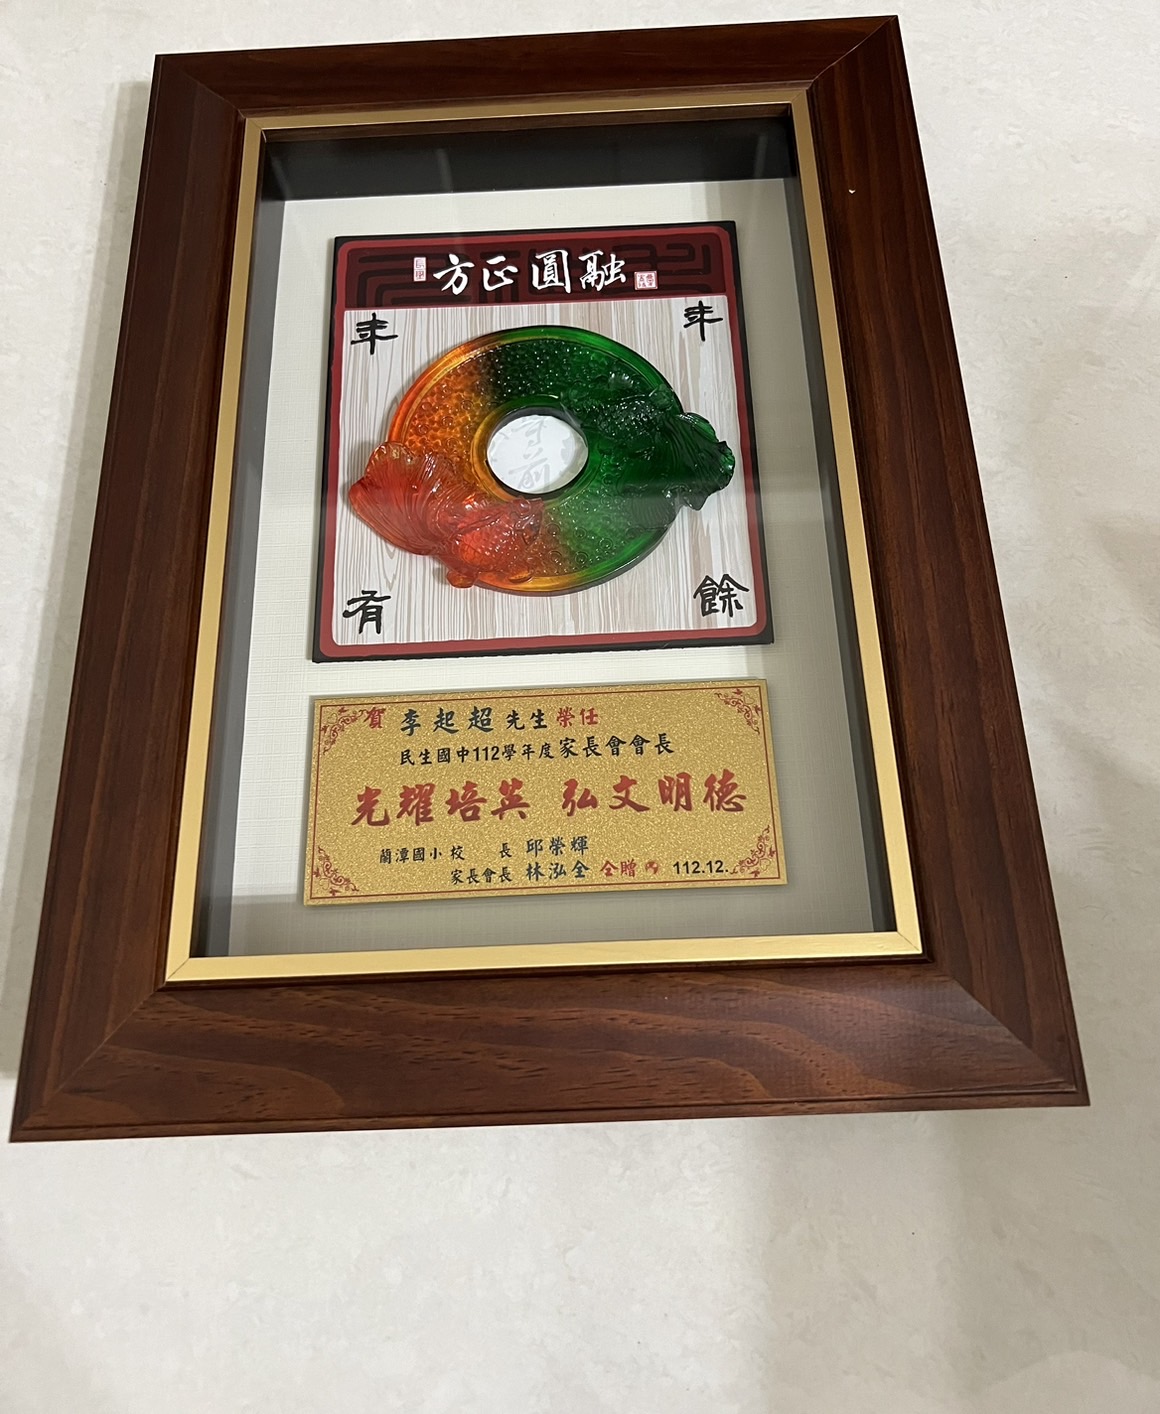 方正圓融
年年
有餘
守前
賀 李起超先生榮任
民生國中112學年度家長會會長
光耀培英 弘文明德
蘭潭國小 校 長 邱榮輝
家長會長 林泓全 仝贈 112.12.